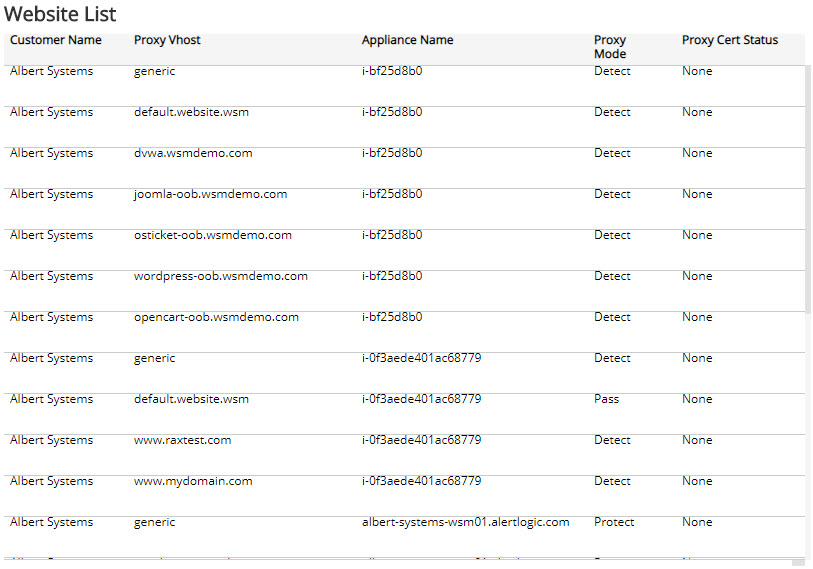 Website List
Customer Name Proxy Vhost Appliance Name Proxy Mode Proxy Cert Status
Albert Systems generic i-bf25d8b0 Detect None
Albert Systems default.website.wsm i-bf25d8b0 Detect None
Albert Systems dvwa.wsmdemo.com i-bf25d8b0 Detect None
Albert Systems joomla-oob.wsmdemo.com i-bf25d8b0 Detect None
Albert Systems osticket-oob.wsmdemo.com i-bf25d8b0 Detect None
Albert Systems wordpress-oob.wsmdemo.com i-bf25d8b0 Detect None
Albert Systems opencart-oob.wsmdemo.com i-bf25d8b0 Detect None
Albert Systems generic i-0f3aede401ac68779 Detect None
Albert Systems default.website.wsm i-0f3aede401ac68779 Pass None
Albert Systems www.raxtest.com i-0f3aede401ac68779 Detect None
Albert Systems www.mydomain.com i-0f3aede401ac68779 Detect None
Albert Systems generic albert-systems-wsm01.alertlogic.com Protect None